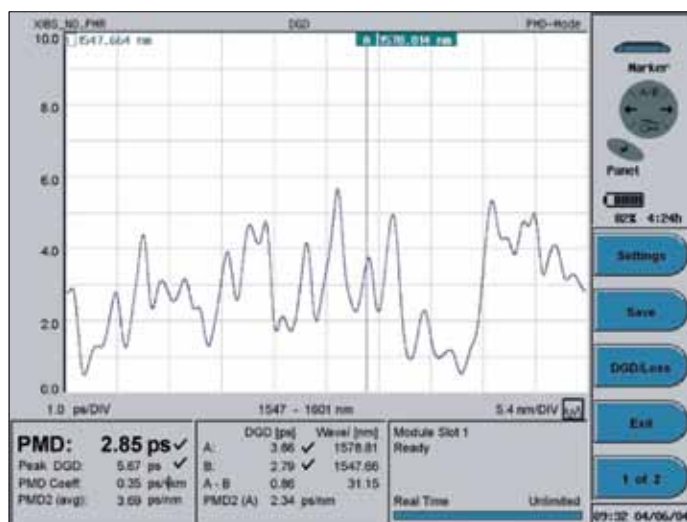 DGD
PMD-Mode
10.0
1547.664 nm
A
1578.814 nm
8.0
6.0
4.0
2.0
0.0
1.0 ps/DIV
1547 - 1601 nm
5.4 nm/DIV
Marker
A/B
Panel
82% 4:24h
Settings
Save
DGD/Loss
Exit
1 of 2
PMD: 2.85 ps ✓
Peak DGD: 5.67 ps ✓
PMD Coeff: 0.35 ps/√km
PMD2 (avg): 3.69 ps/nm
DGD [ps] Wavel [nm]
A: 3.66 ✓ 1578.81
B: 2.79 ✓ 1547.66
A - B 0.86 31.15
PMD2 (A) 2.34 ps/nm
Module Slot 1
Ready
Real Time Unlimited
09:32 04/06/04